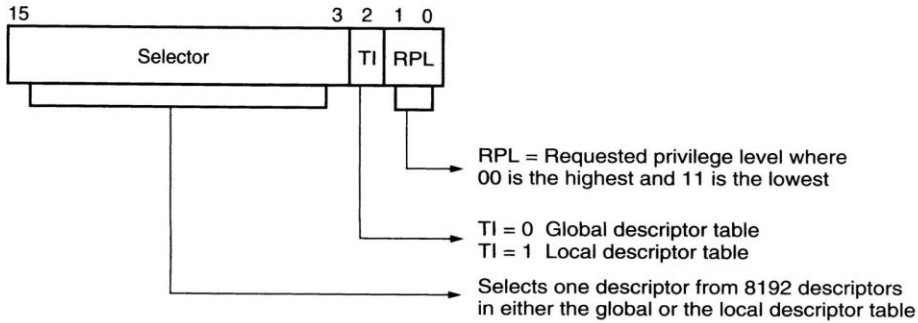 15 3 2 1 0
Selector TI RPL
RPL = Requested privilege level where
00 is the highest and 11 is the lowest
TI = 0 Global descriptor table
TI = 1 Local descriptor table
Selects one descriptor from 8192 descriptors
in either the global or the local descriptor table